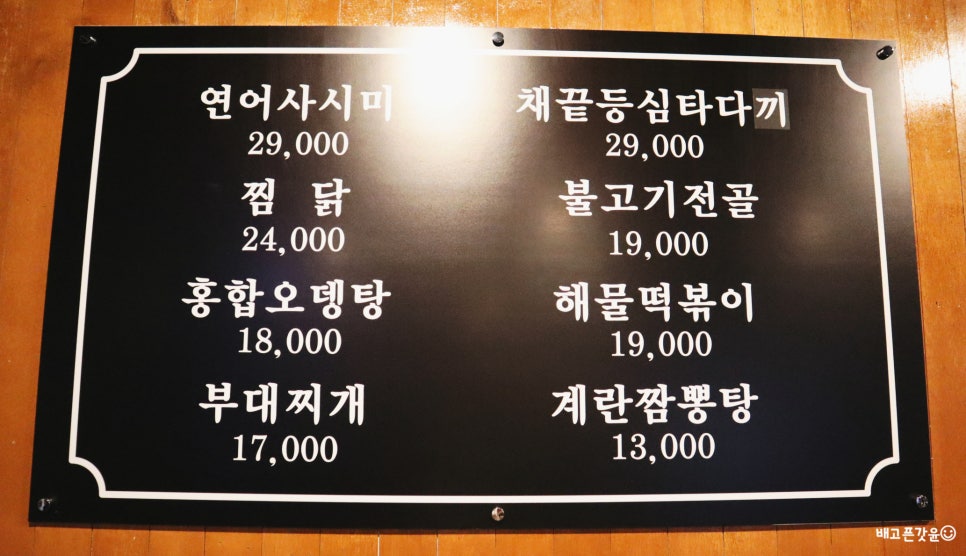 연어사시미
29,000
찜 닭
24,000
홍합오뎅탕
18,000
부대찌개
17,000
채끝등심타다끼
29,000
불고기전골
19,000
해물떡볶이
19,000
계란짬뽕탕
13,000
배고픈갓윤